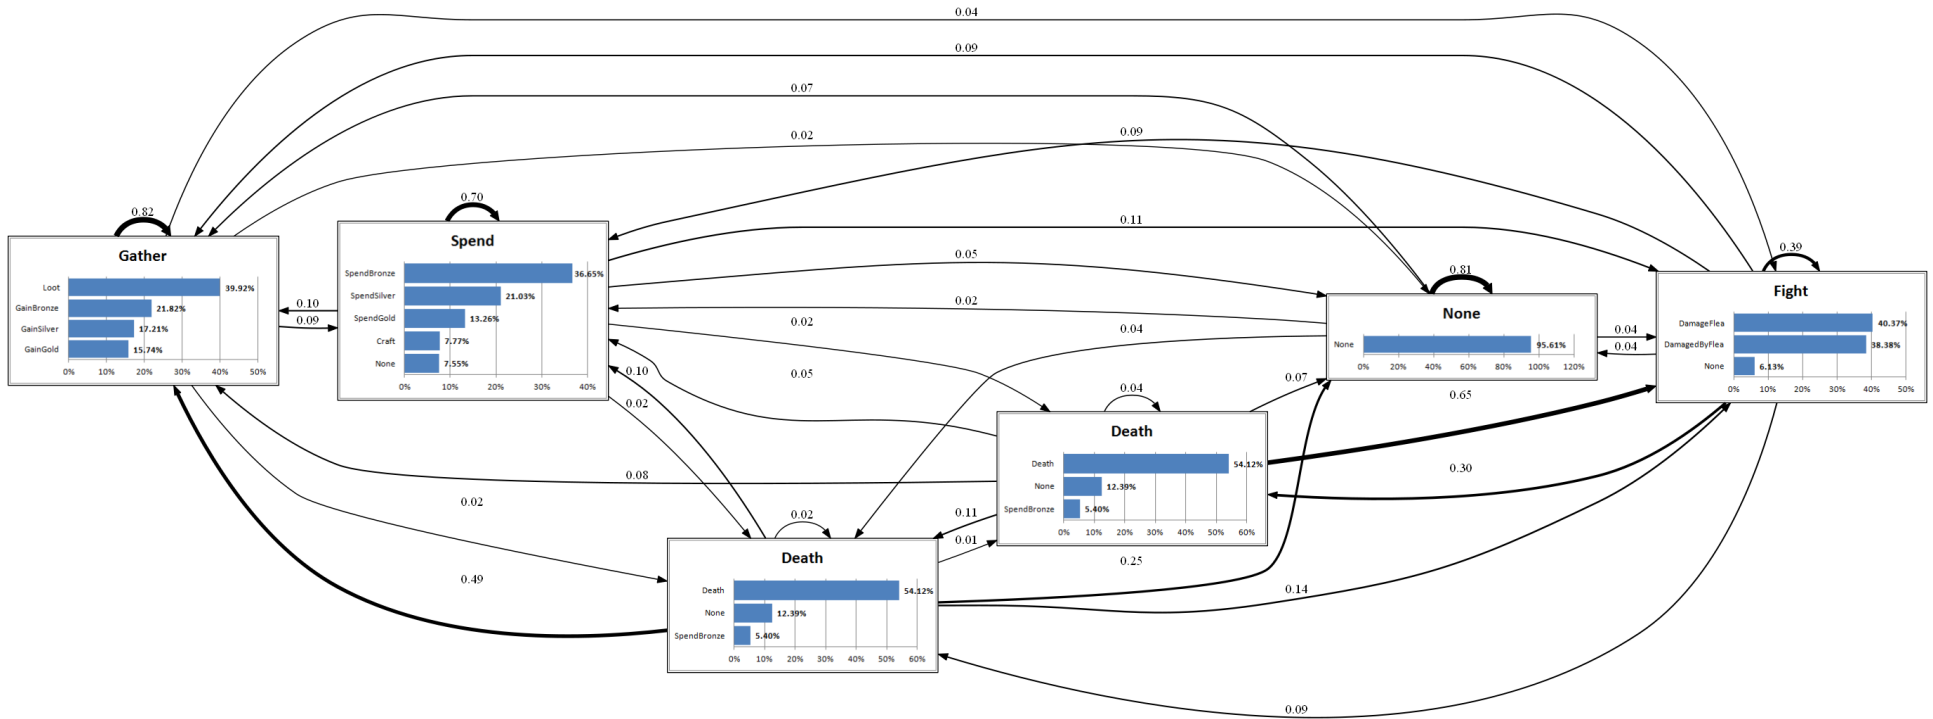 0.04
0.09
0.07
0.02
0.09
0.82
0.70
0.11
0.39
0.05
0.81
Gather
Loot
39.92%
GainBronze
21.82%
GainSilver
17.21%
GainGold
15.74%
0% 10% 20% 30% 40% 50%
0.10
0.09
Spend
SpendBronze
36.65%
SpendSilver
21.03%
SpendGold
13.26%
Craft
7.77%
None
7.55%
0% 10% 20% 30% 40%
0.02
0.02
0.04
0.05
0.10
0.02
None
None
95.61%
0% 20% 40% 60% 80% 100% 120%
0.04
0.04
Fight
DamageFlea
40.37%
DamagedByFlea
38.38%
None
6.13%
0% 10% 20% 30% 40% 50%
0.07
0.65
0.04
Death
Death
54.12%
None
12.39%
SpendBronze
5.40%
0% 10% 20% 30% 40% 50% 60%
0.08
0.30
0.02
0.02
0.11
0.01
0.25
0.49
0.14
Death
Death
54.12%
None
12.39%
SpendBronze
5.40%
0% 10% 20% 30% 40% 50% 60%
0.09